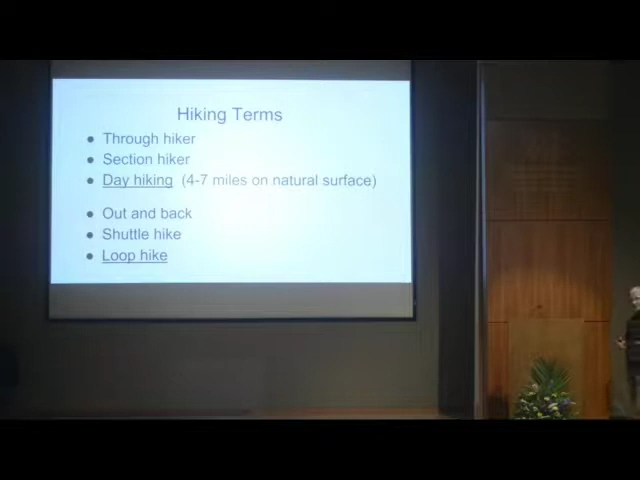 Hiking Terms
● Through hiker
● Section hiker
● Day hiking (4-7 miles on natural surface)
● Out and back
● Shuttle hike
● Loop hike